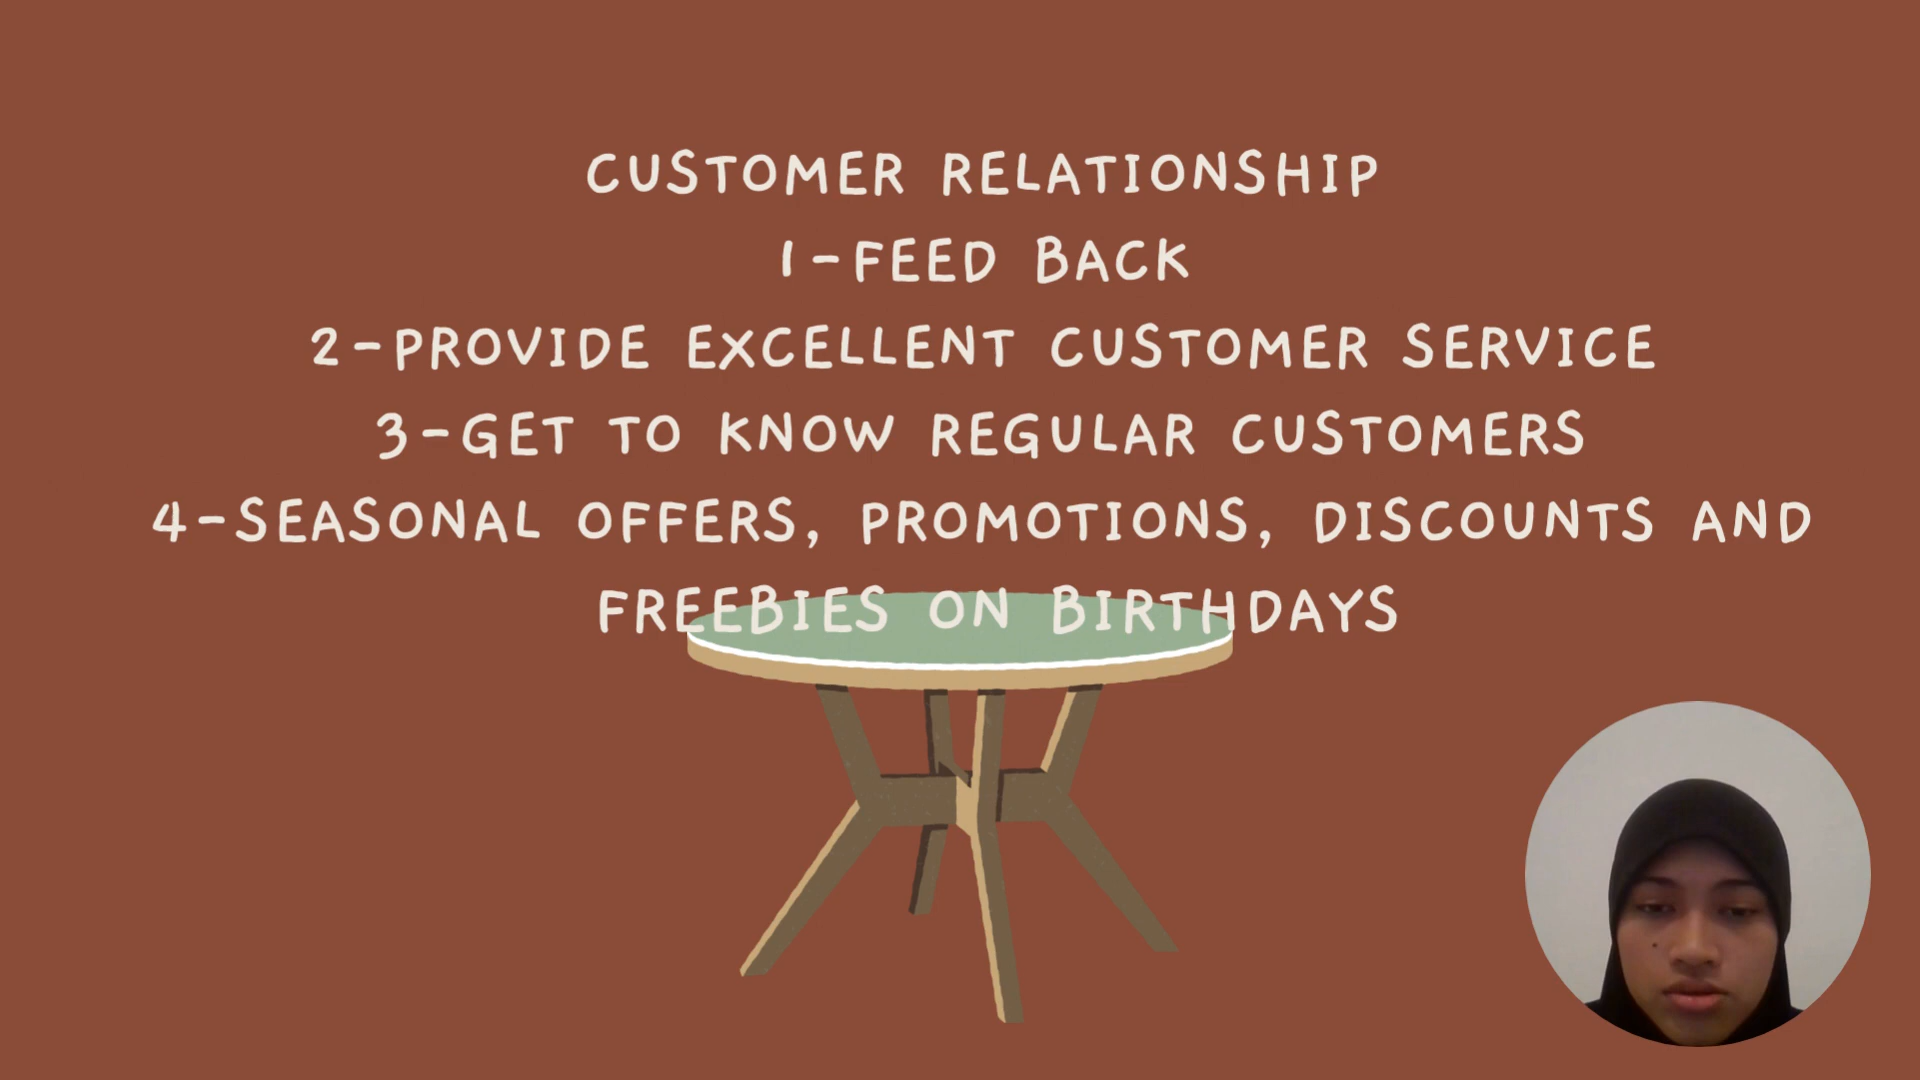 CUSTOMER RELATIONSHIP
1-FEED BACK
2-PROVIDE EXCELLENT CUSTOMER SERVICE
3-GET TO KNOW REGULAR CUSTOMERS
4-SEASONAL OFFERS, PROMOTIONS, DISCOUNTS AND
FREEBIES ON BIRTHDAYS